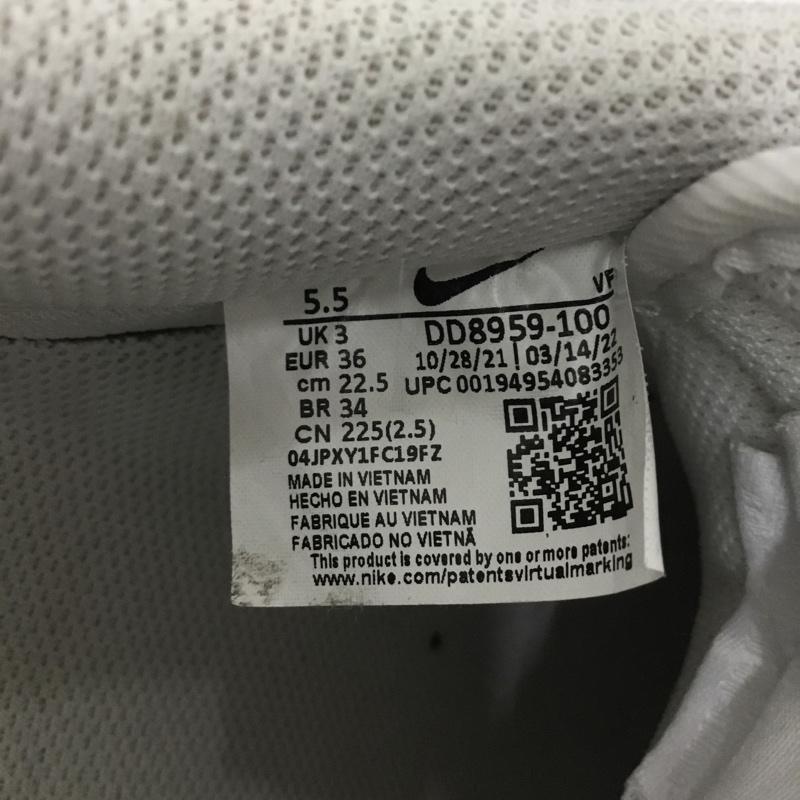 5.5
VF
UK 3
DD8959-100
EUR 36
10/28/21 | 03/14/22
cm 22.5
UPC 00194954083353
BR 34
CN 225(2.5)
04JPXY1FC19FZ
MADE IN VIETNAM
HECHO EN VIETNAM
FABRIQUE AU VIETNAM
FABRICADO NO VIETNÃ
This product is covered by one or more patents:
www.nike.com/patentsvirtualmarking